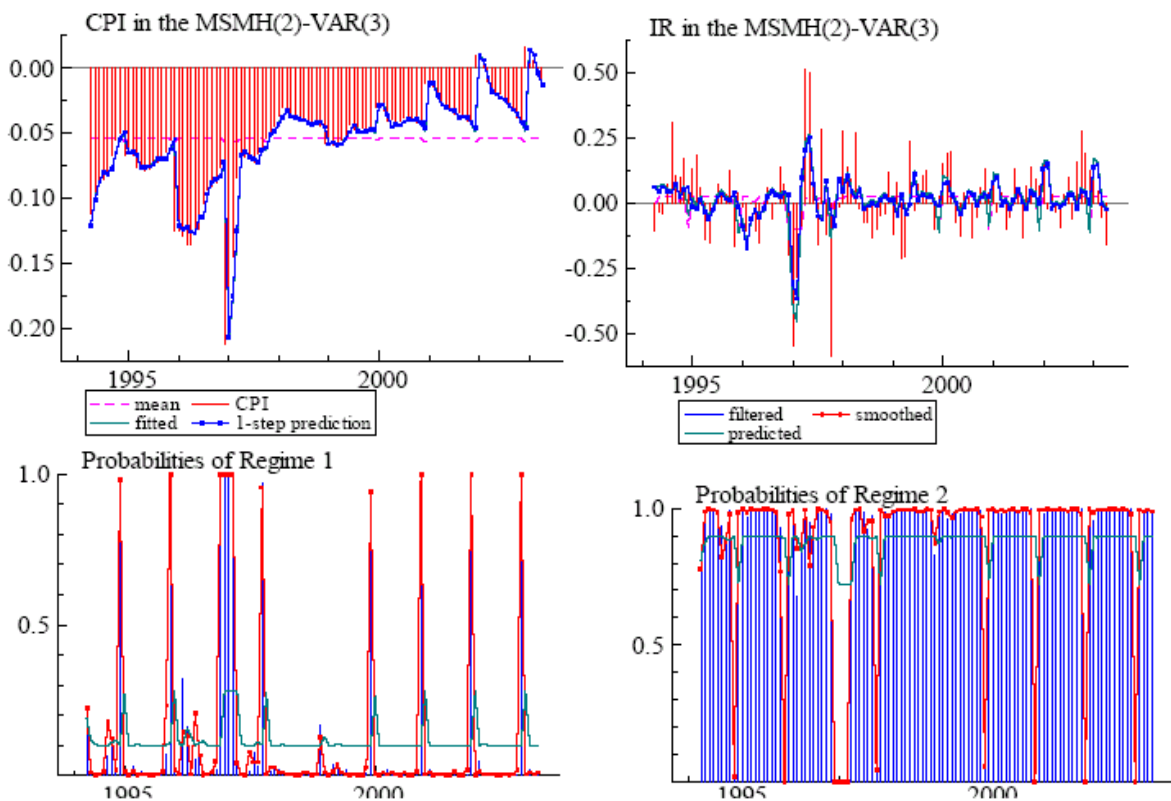 CPI in the MSMH(2)-VAR(3)
0.00
-0.05
0.10
0.15
0.20
1995
2000
mean
CPI
fitted
1-step prediction
IR in the MSMH(2)-VAR(3)
0.50
0.25
0.00
-0.25
-0.50
1995
2000
filtered
smoothed
predicted
Probabilities of Regime 1
1.0
0.5
1995
2000
Probabilities of Regime 2
1.0
0.5
1995
2000